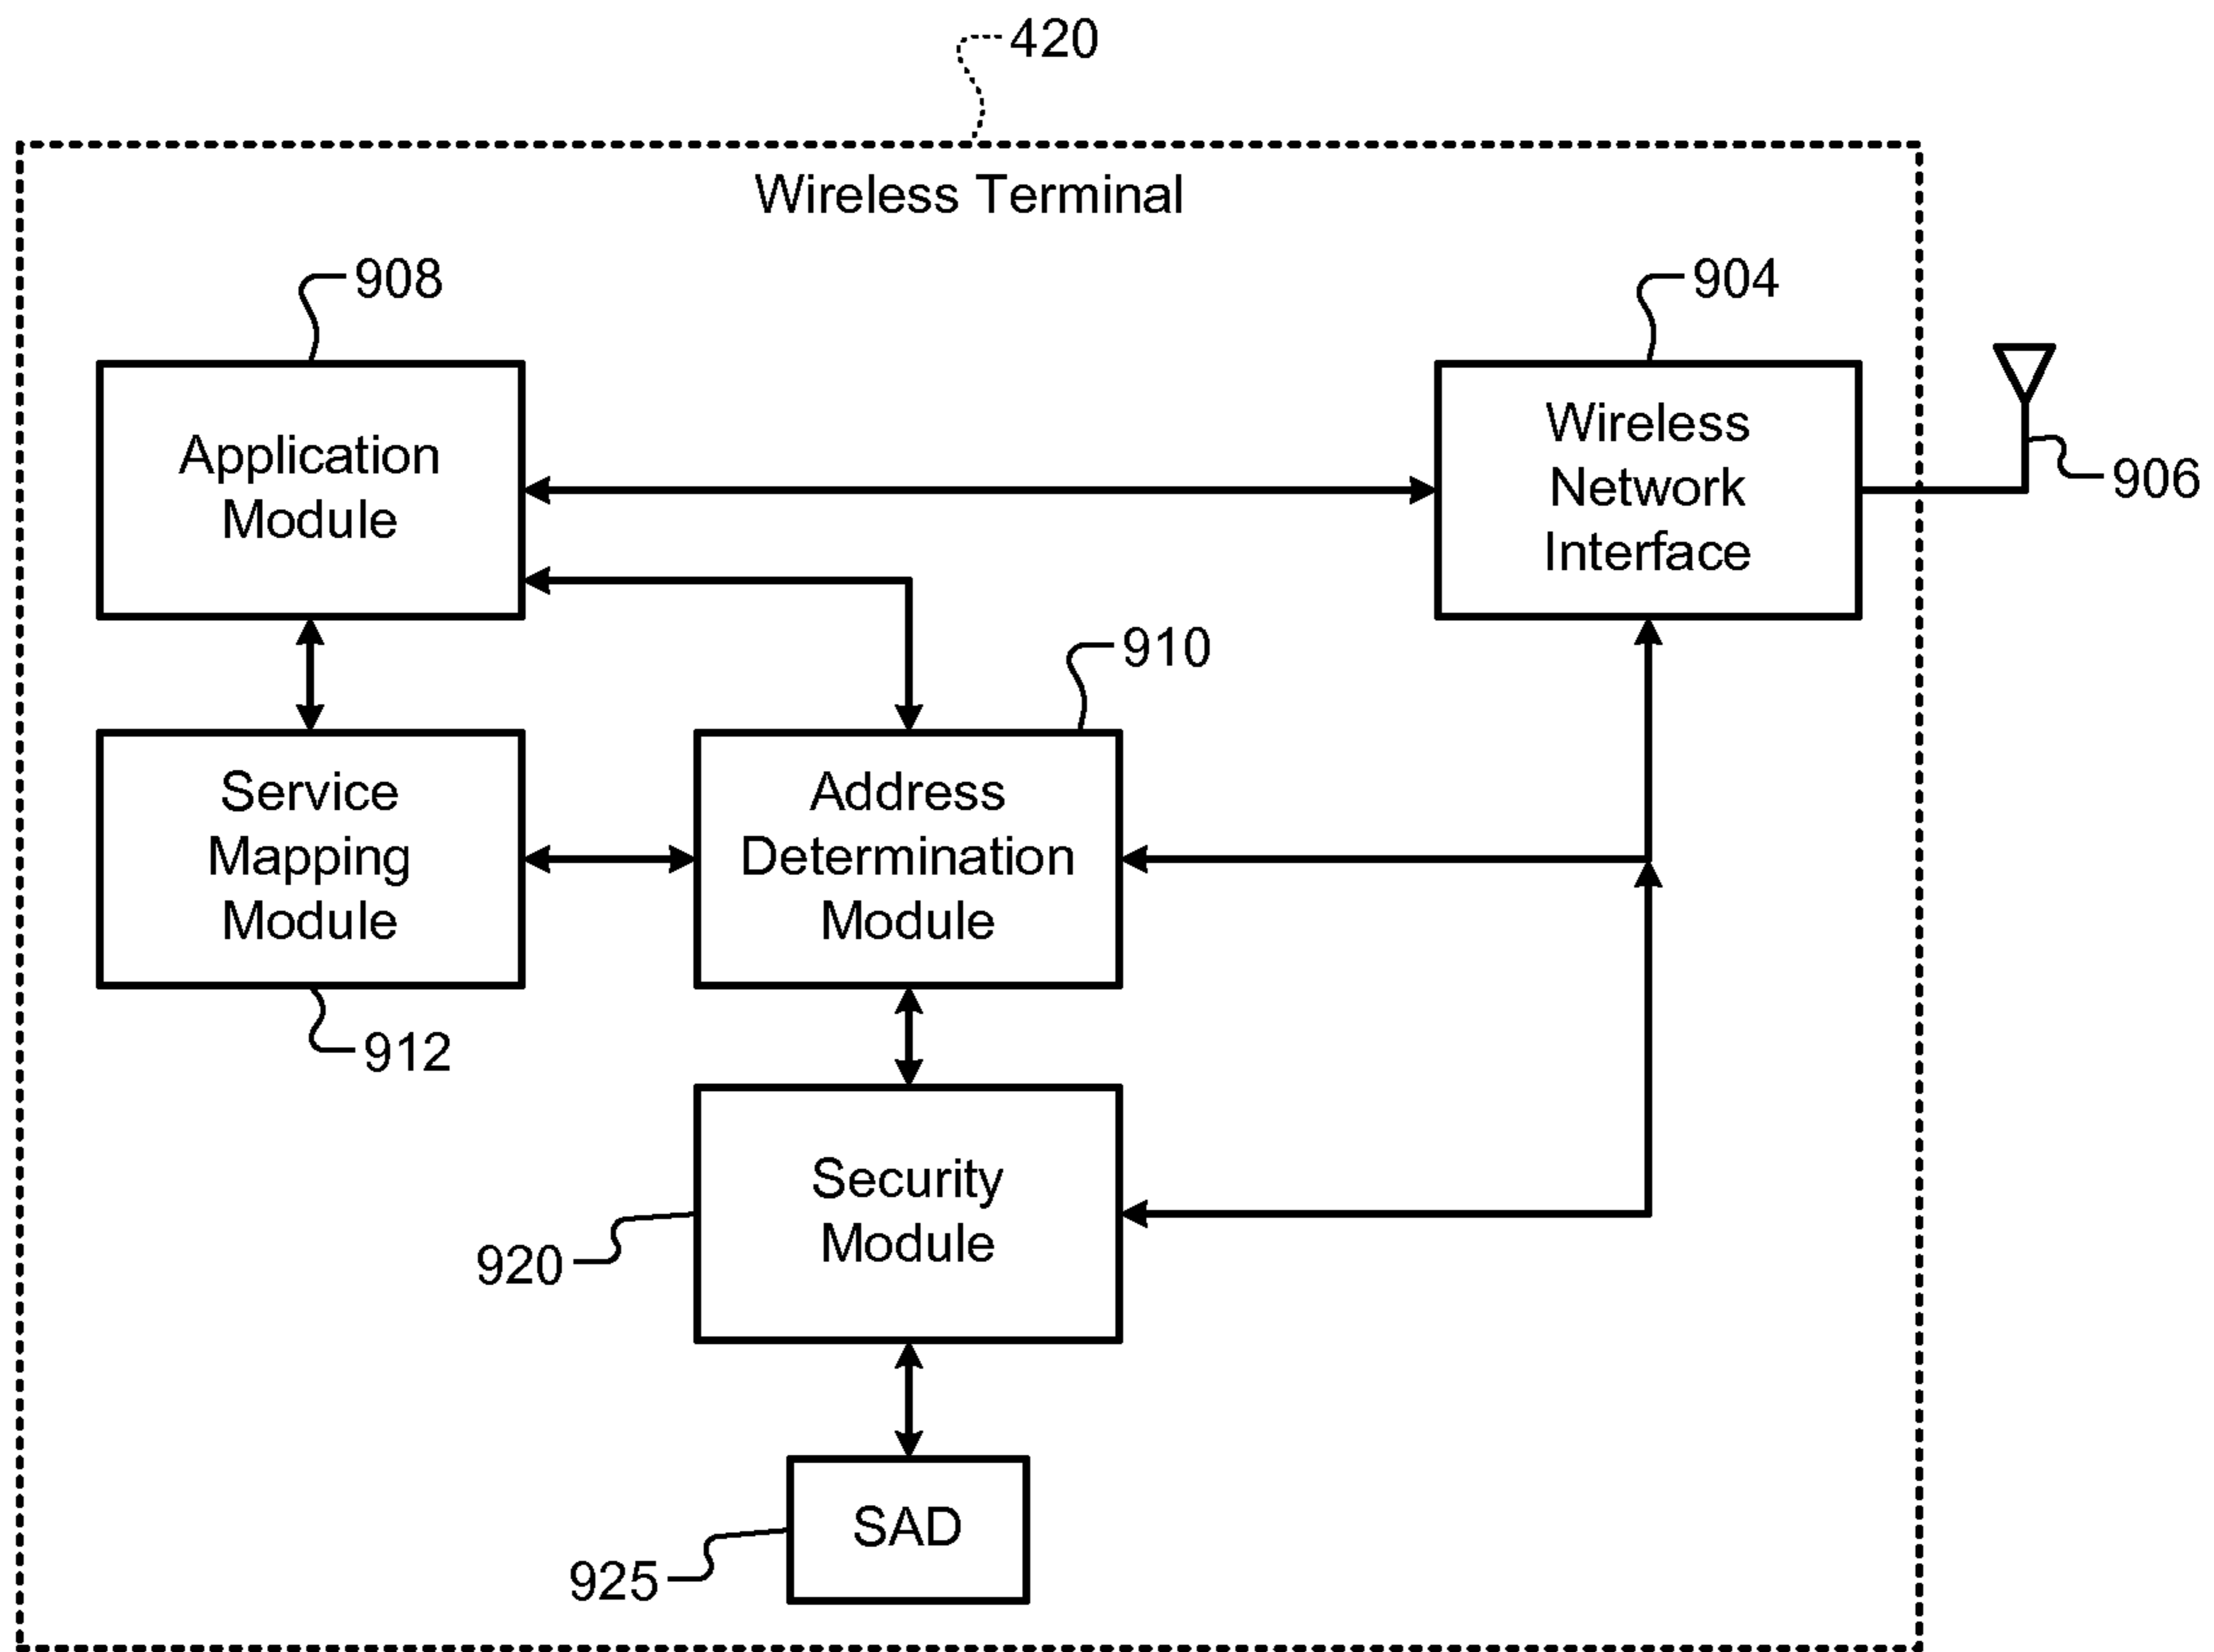 420
Wireless Terminal
908
904
Application
Module
Wireless
Network
Interface
906
910
Service
Mapping
Module
Address
Determination
Module
912
Security
Module
920
SAD
925